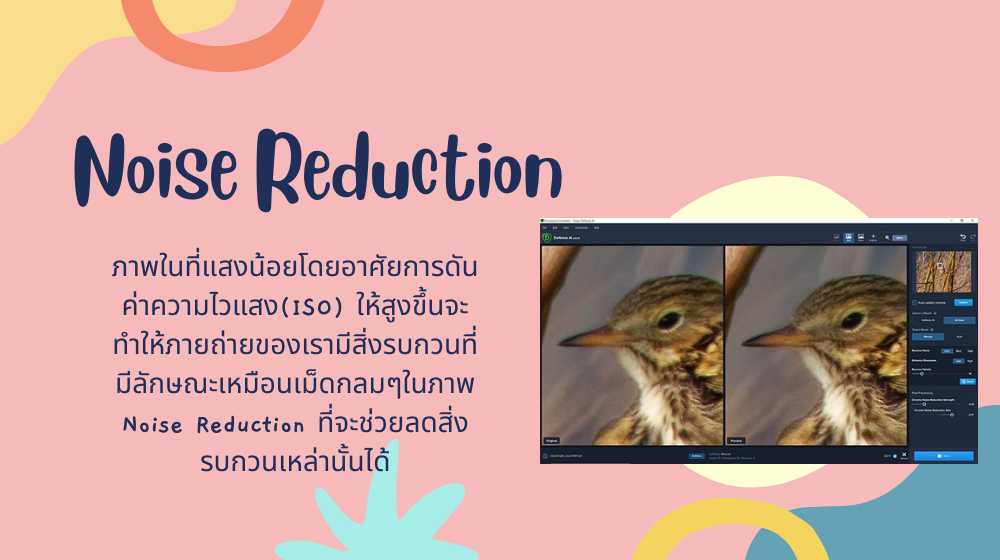 Noise Reduction
ภาพในที่แสงน้อยโดยอาศัยการดัน
ค่าความไวแสง(ISO) ให้สูงขึ้นจะ
ทำให้ภายถ่ายของเรามีสิ่งรบกวนที่
มีลักษณะเหมือนเม็ดกลมๆในภาพ
Noise Reduction ที่จะช่วยลดสิ่ง
รบกวนเหล่านั้นได้
DeNoise AI
Original
Preview